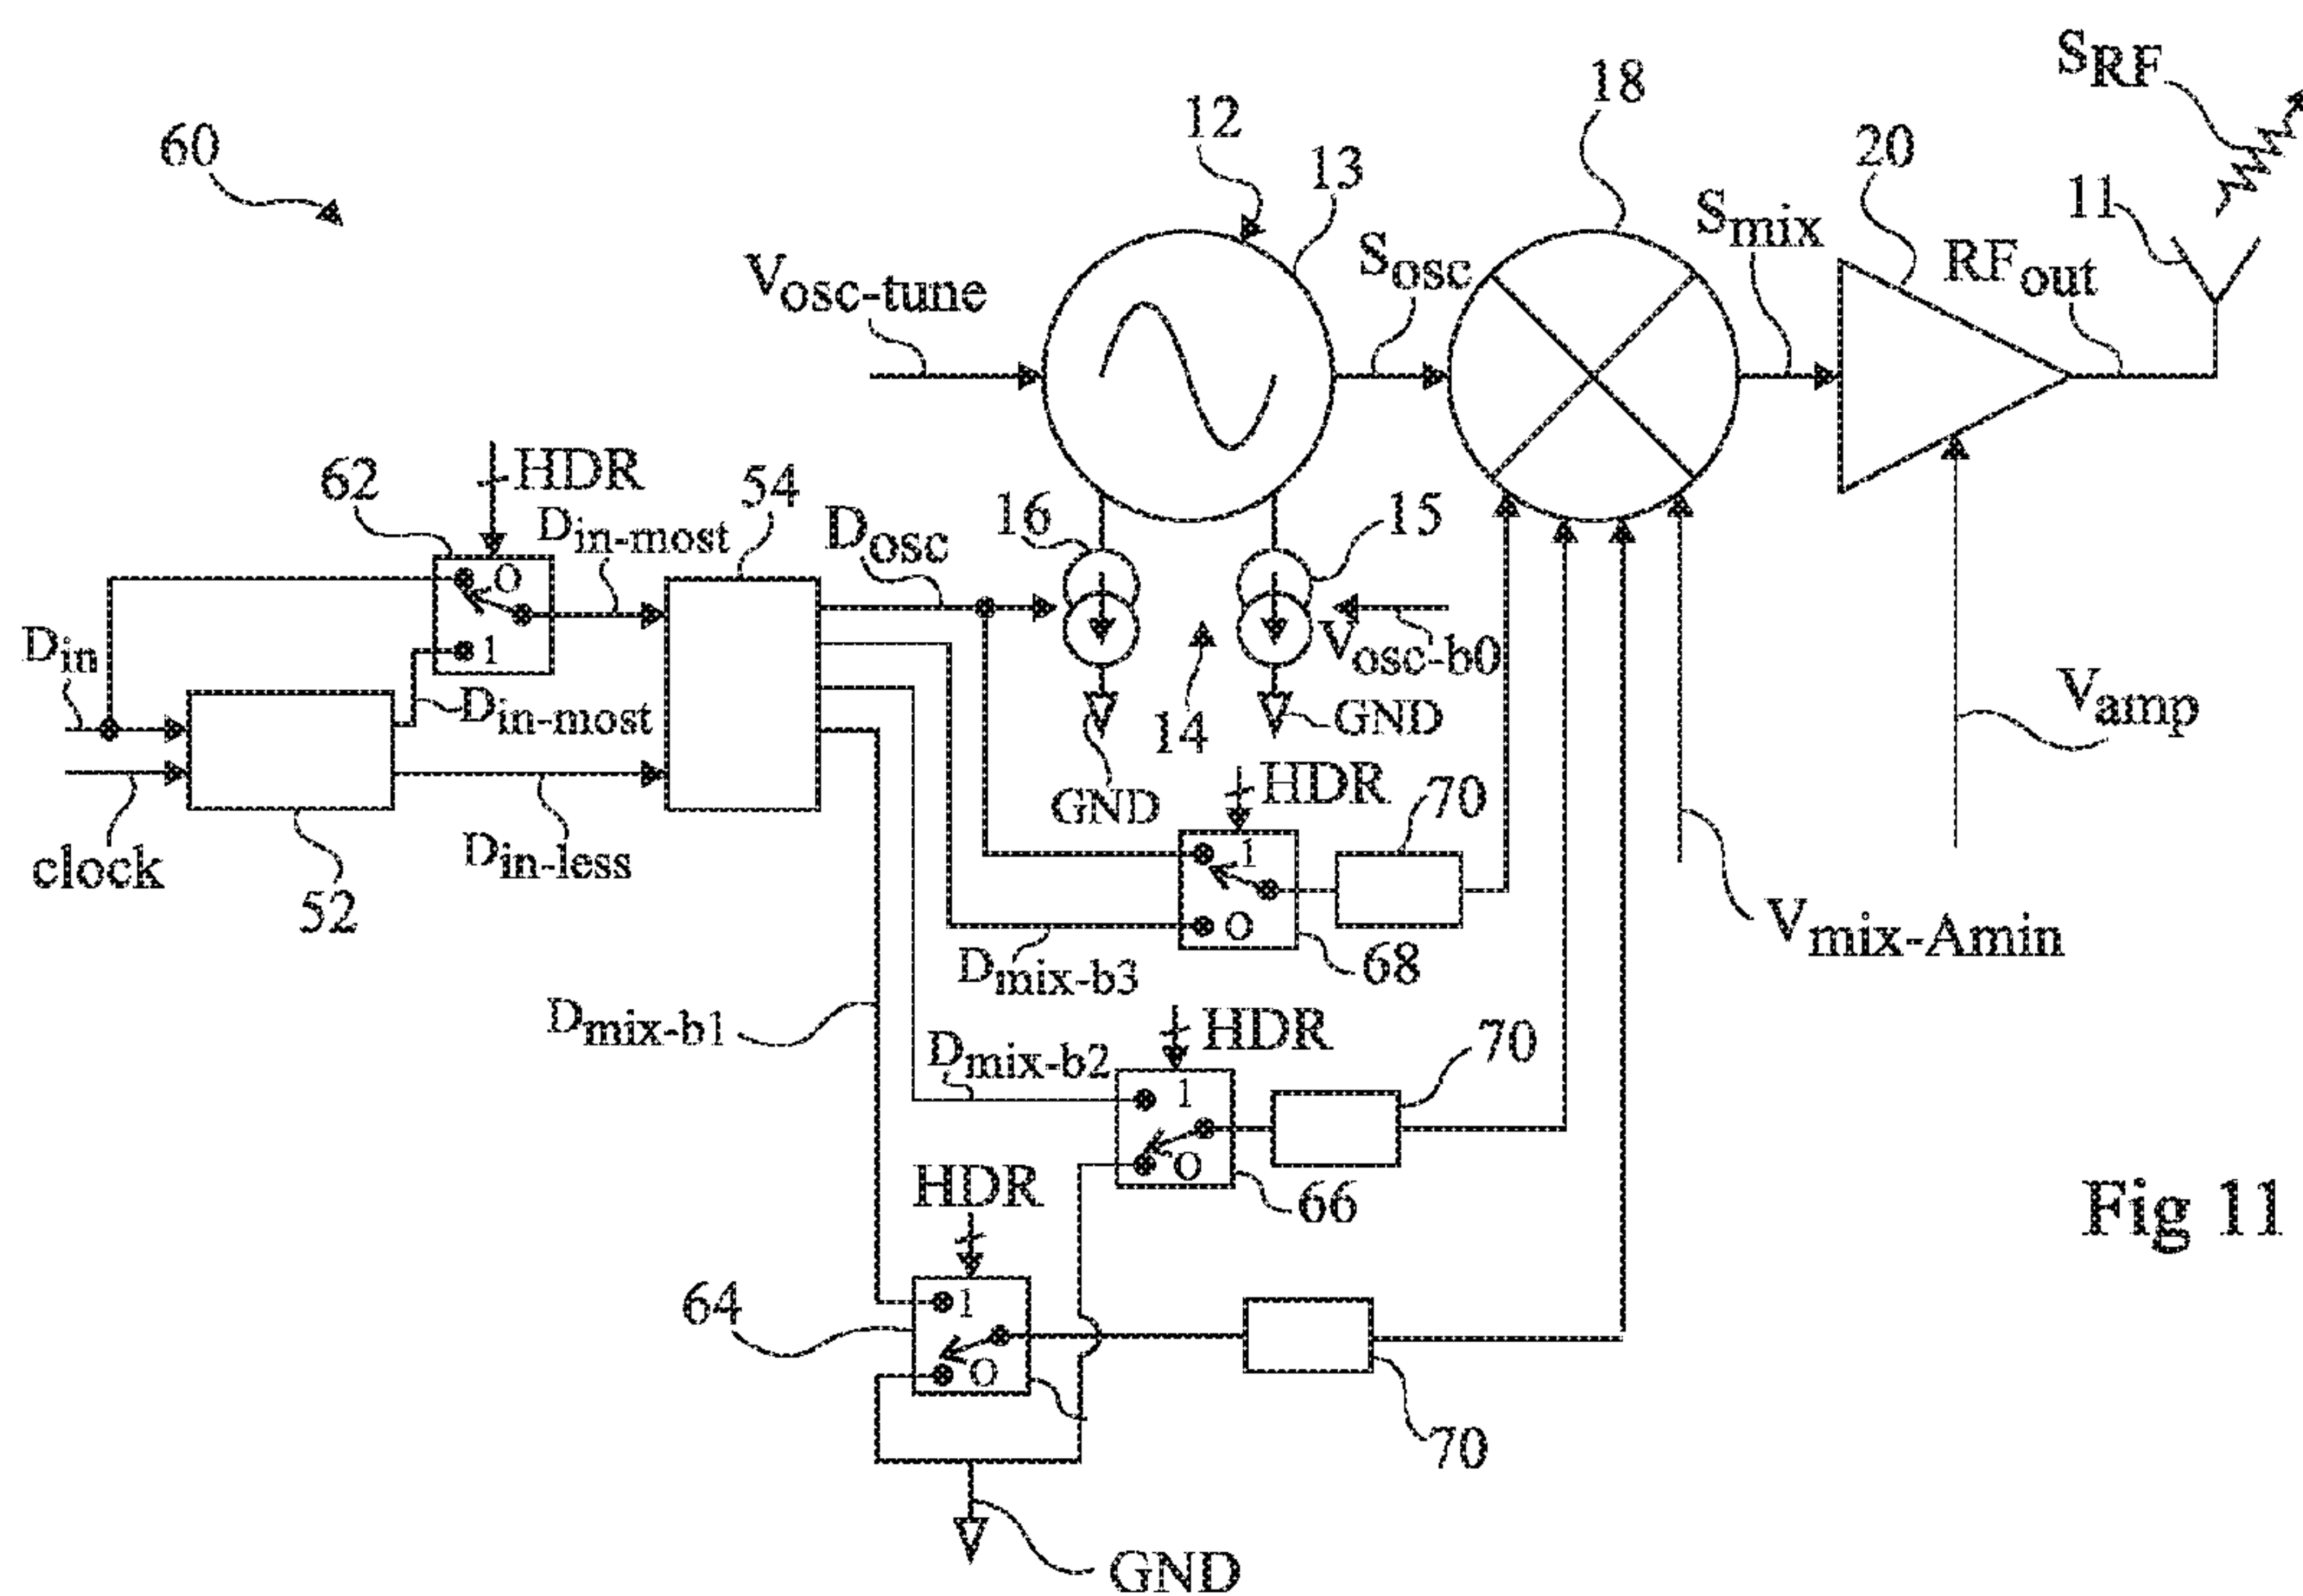 SRF
18
12
60
20
13
11
Smix
Sosc
RFout
Vosc-tune
HDR
62
54
16
15
Din-most
Dosc
0
Din
1
Vosc-b0
Din-most
Vamp
GND
14
HDR
70
GND
clock
Din-less
1
52
0
Vmix-Amin
68
Dmix-b3
Dmix-b1
HDR
70
Dmix-b2
1
0
HDR
66
Fig 11
64
1
0
70
GND